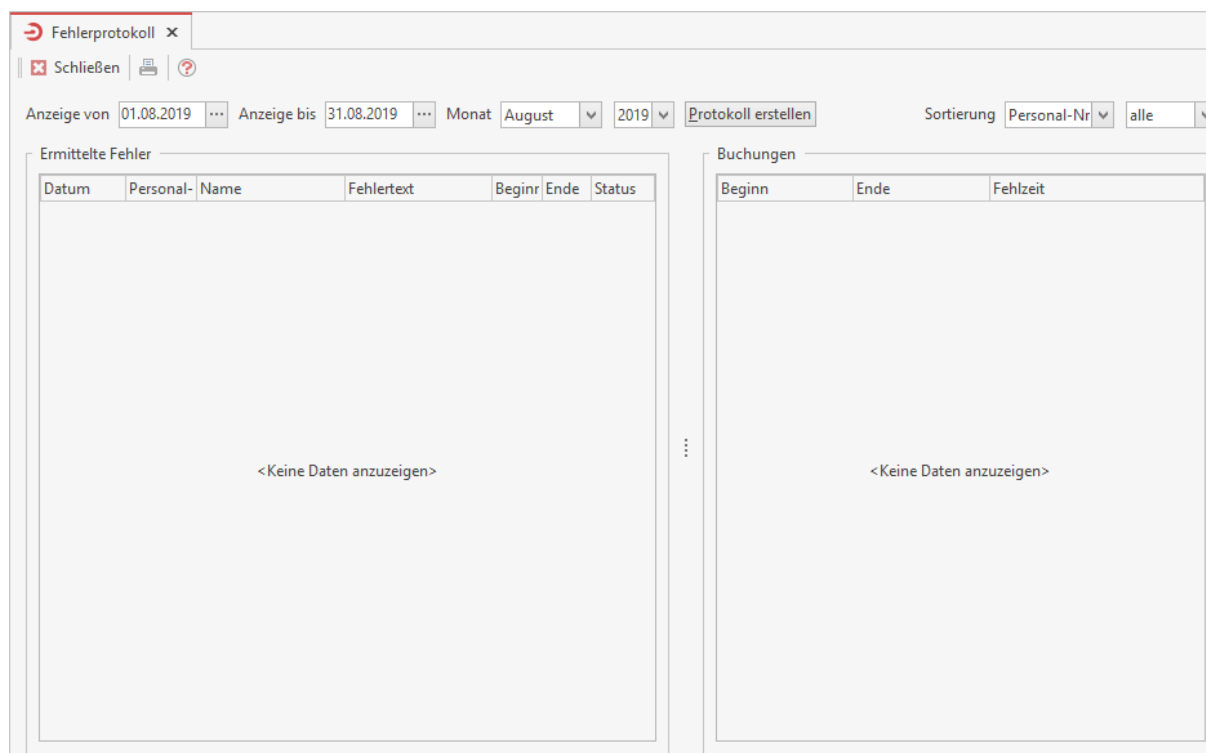 Fehlerprotokoll
Schließen
Anzeige von 01.08.2019 ... Anzeige bis 31.08.2019 ... Monat August 2019 Protokoll erstellen Sortierung Personal-Nr alle
Ermittelte Fehler Buchungen
Datum Personal- Name Fehlertext Beginr Ende Status Beginn Ende Fehlzeit
<Keine Daten anzuzeigen> <Keine Daten anzuzeigen>